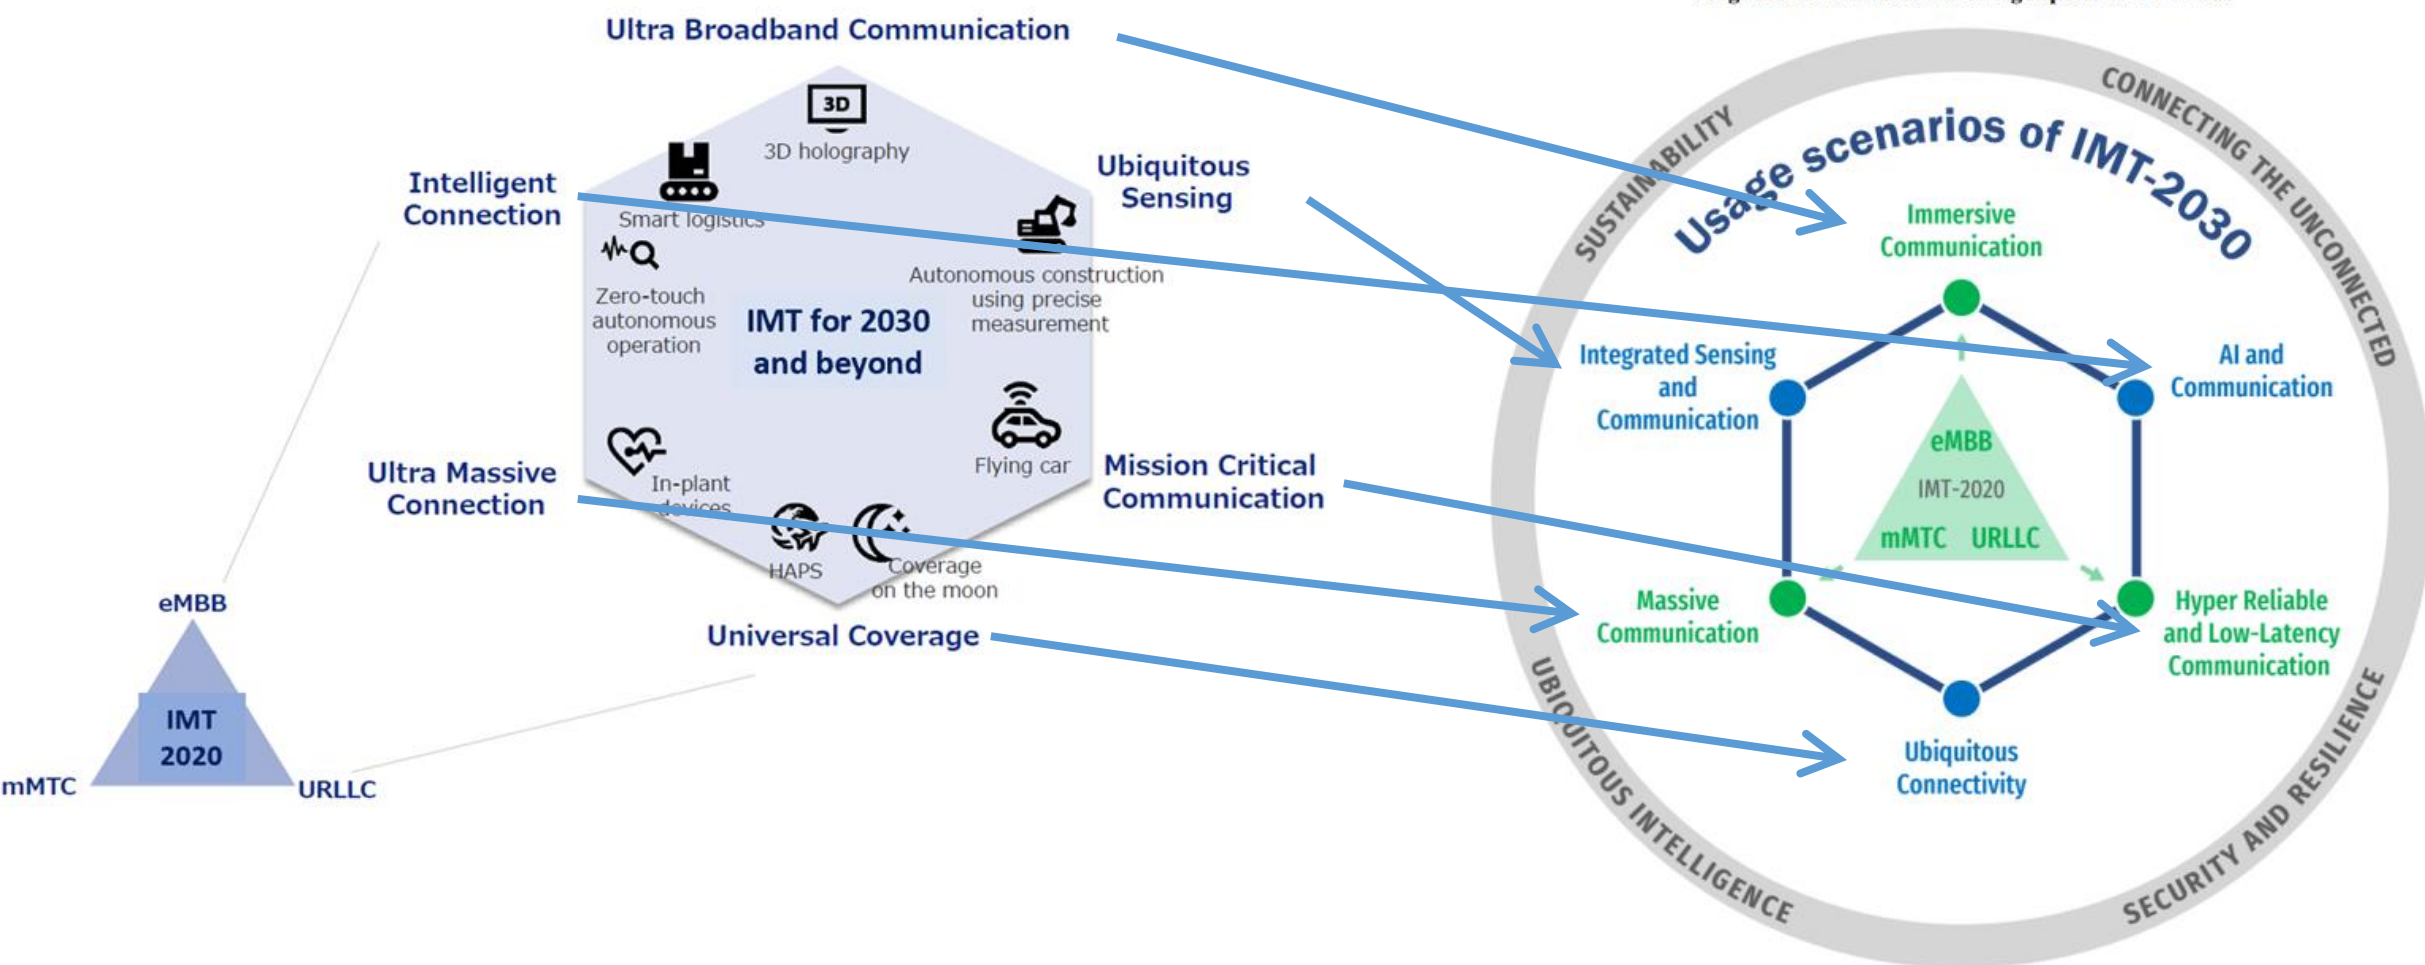 Ultra Broadband Communication
3D
3D holography
Intelligent
Connection
Smart logistics
Ubiquitous
Sensing
Zero-touch
autonomous
operation
Autonomous construction
using precise
measurement
IMT for 2030
and beyond
Flying car
Ultra Massive
Connection
In-plant
devices
Mission Critical
Communication
HAPS
Coverage
on the moon
Universal Coverage
eMBB
IMT
2020
mMTC
URLLC
SUSTAINABILITY
CONNECTING THE UNCONNECTED
Usage scenarios of IMT-2030
Immersive
Communication
Integrated Sensing
and
Communication
AI and
Communication
eMBB
IMT-2020
mMTC URLLC
Massive
Communication
Hyper Reliable
and Low-Latency
Communication
Ubiquitous
Connectivity
UBIQUITOUS INTELLIGENCE
SECURITY AND RESILIENCE